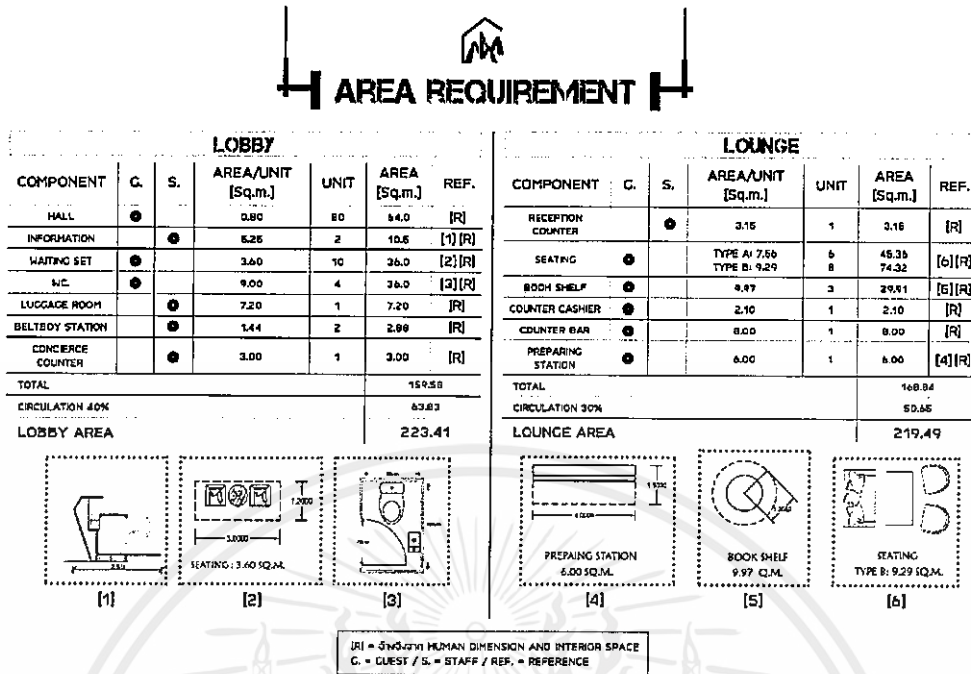 AREA REQUIREMENT
LOBBY
COMPONENT G. S. AREA/UNIT [Sq.m.] UNIT AREA [Sq.m.] REF.
HALL 0.80 80 64.0 [R]
INFORMATION 5.25 2 10.5 [1][R]
WAITING SET 3.60 10 36.0 [2][R]
W.C. 9.00 4 36.0 [3][R]
LUGGAGE ROOM 7.20 1 7.20 [R]
BELLBOY STATION 1.44 2 2.88 [R]
CONCIERGE COUNTER 3.00 1 3.00 [R]
TOTAL 159.58
CIRCULATION 40% 63.83
LOBBY AREA 223.41
SEATING : 3.60 SQ.M.
[1] [2] [3]
LOUNGE
COMPONENT G. S. AREA/UNIT [Sq.m.] UNIT AREA [Sq.m.] REF.
RECEPTION COUNTER 3.15 1 3.15 [R]
SEATING TYPE A: 7.56 6 45.36 [6][R]
TYPE B: 9.29 8 74.32
BOOK SHELF 9.97 3 29.91 [5][R]
COUNTER CASHIER 2.10 1 2.10 [R]
COUNTER BAR 8.00 1 8.00 [R]
PREPARING STATION 6.00 1 6.00 [4][R]
TOTAL 168.84
CIRCULATION 30% 50.65
LOUNGE AREA 219.49
PREPAING STATION
6.00 SQ.M.
BOOK SHELF
9.97 Q.M.
SEATING
TYPE B: 9.29 SQ.M.
[4] [5] [6]
[R] = อ้างอิงจาก HUMAN DIMENSION AND INTERIOR SPACE
G. = GUEST / S. = STAFF / REF. = REFERENCE